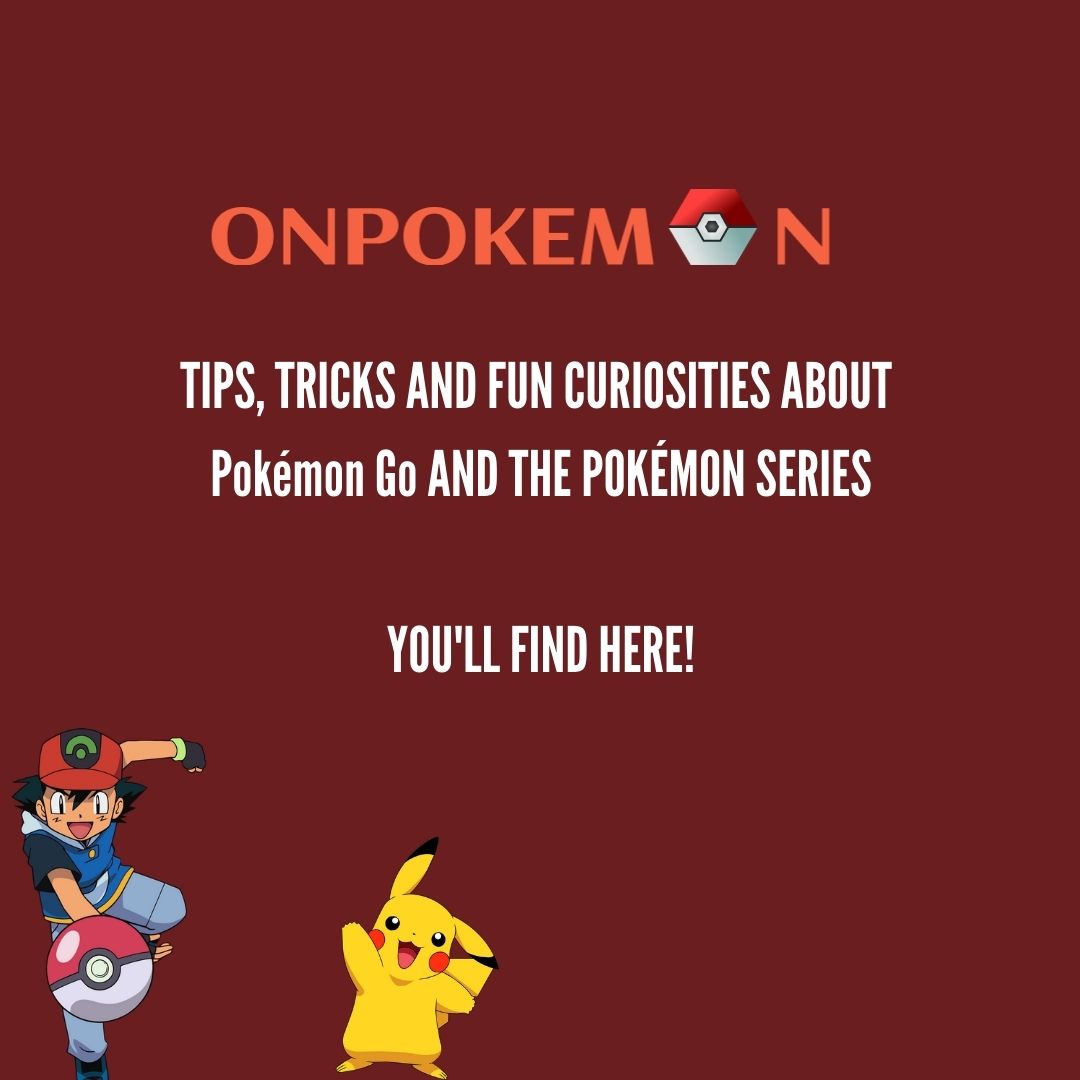 ONPOKEMON
TIPS, TRICKS AND FUN CURIOSITIES ABOUT
Pokémon Go AND THE POKÉMON SERIES
YOU'LL FIND HERE!